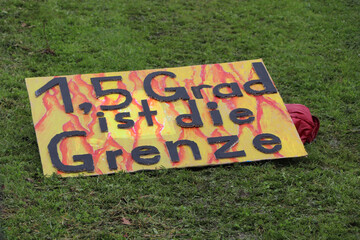 1,5 Grad
ist die
Grenze